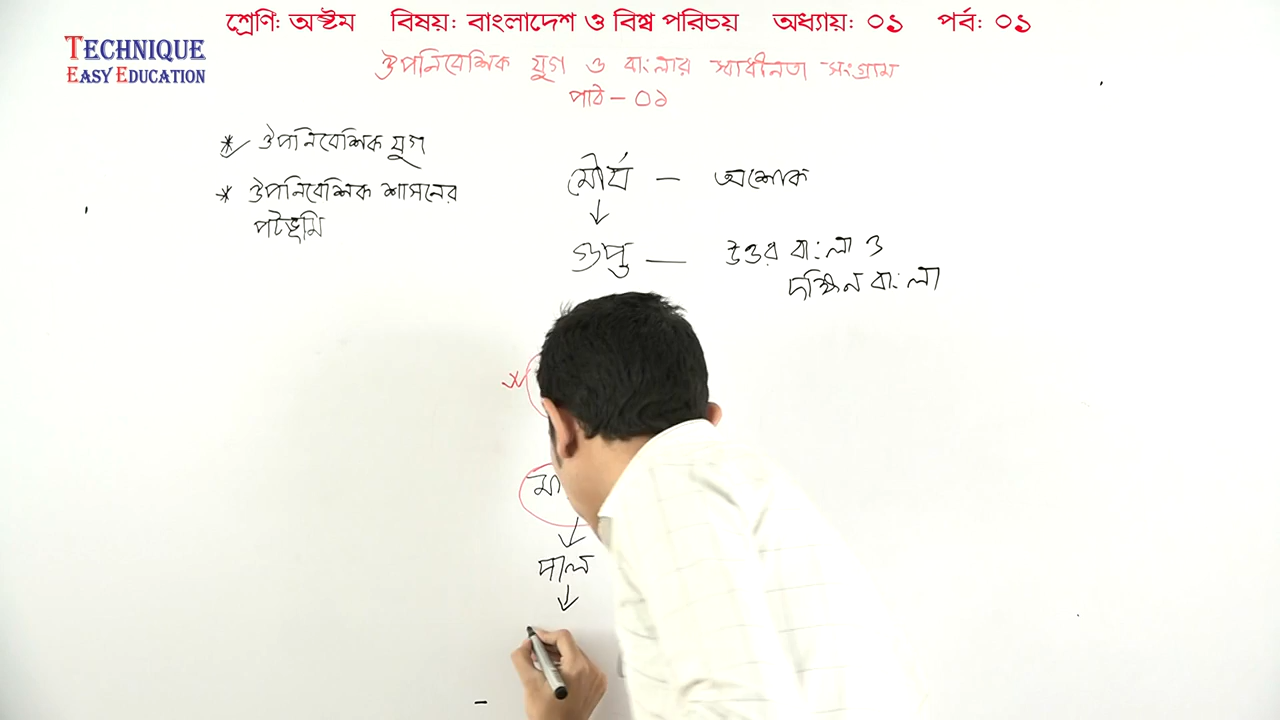 শ্রেণি: অষ্টম বিষয়: বাংলাদেশ ও বিশ্ব পরিচয় অধ্যায়: ০১ পর্ব: ০১
TECHNIQUE
EASY EDUCATION
ঔপনিবেশিক যুগ ও বাংলার স্বাধীনতা সংগ্রাম
পাঠ - ০১
* ঔপনিবেশিক যুগ
* ঔপনিবেশিক শাসনের
পটভূমি
মৌর্য - অশোক
গুপ্ত — উত্তর বাংলা ও
দক্ষিন বাংলা
মা
পাল